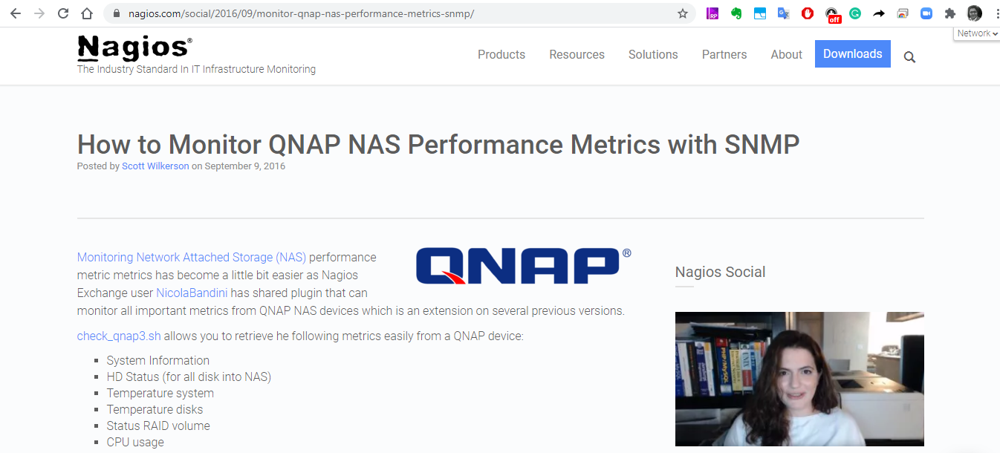 nagios.com/social/2016/09/monitor-qnap-nas-performance-metrics-snmp/
RP
off
Network
Nagios®
The Industry Standard In IT Infrastructure Monitoring
Products Resources Solutions Partners About Downloads
How to Monitor QNAP NAS Performance Metrics with SNMP
Posted by Scott Wilkerson on September 9, 2016
QNAP®
Monitoring Network Attached Storage (NAS) performance
metric metrics has become a little bit easier as Nagios
Exchange user NicolaBandini has shared plugin that can
monitor all important metrics from QNAP NAS devices which is an extension on several previous versions.
check_qnap3.sh allows you to retrieve he following metrics easily from a QNAP device:
System Information
HD Status (for all disk into NAS)
Temperature system
Temperature disks
Status RAID volume
CPU usage
Nagios Social
UNIX
PHP/MySQL